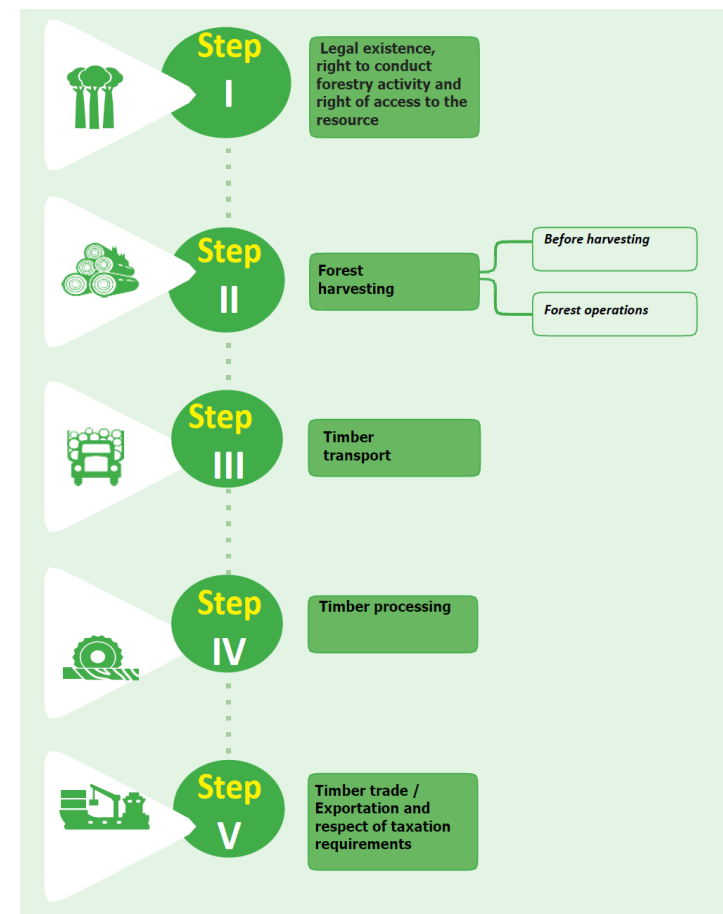 Step
I
Legal existence,
right to conduct
forestry activity and
right of access to the
resource
Step
II
Forest
harvesting
Before harvesting
Forest operations
Step
III
Timber
transport
Step
IV
Timber processing
Step
V
Timber trade /
Exportation and
respect of taxation
requirements